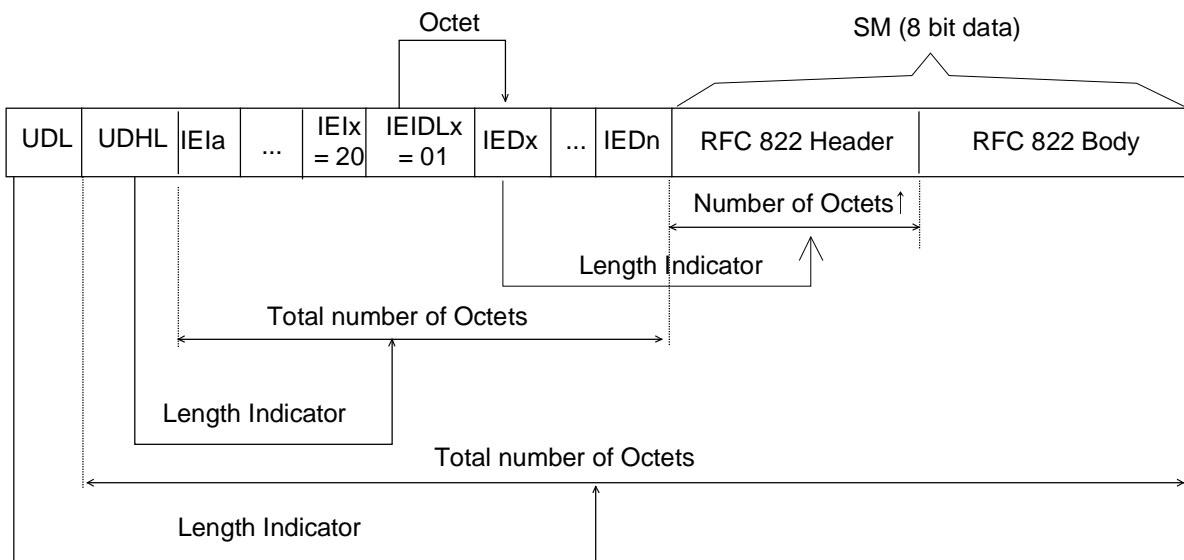 Octet
SM (8 bit data)
UDL
UDHL
IEIa
...
IEIx
= 20
IEIDLx
= 01
IEDx
...
IEDn
RFC 822 Header
RFC 822 Body
Number of Octets↑
Length Indicator
Total number of Octets
Length Indicator
Total number of Octets
Length Indicator